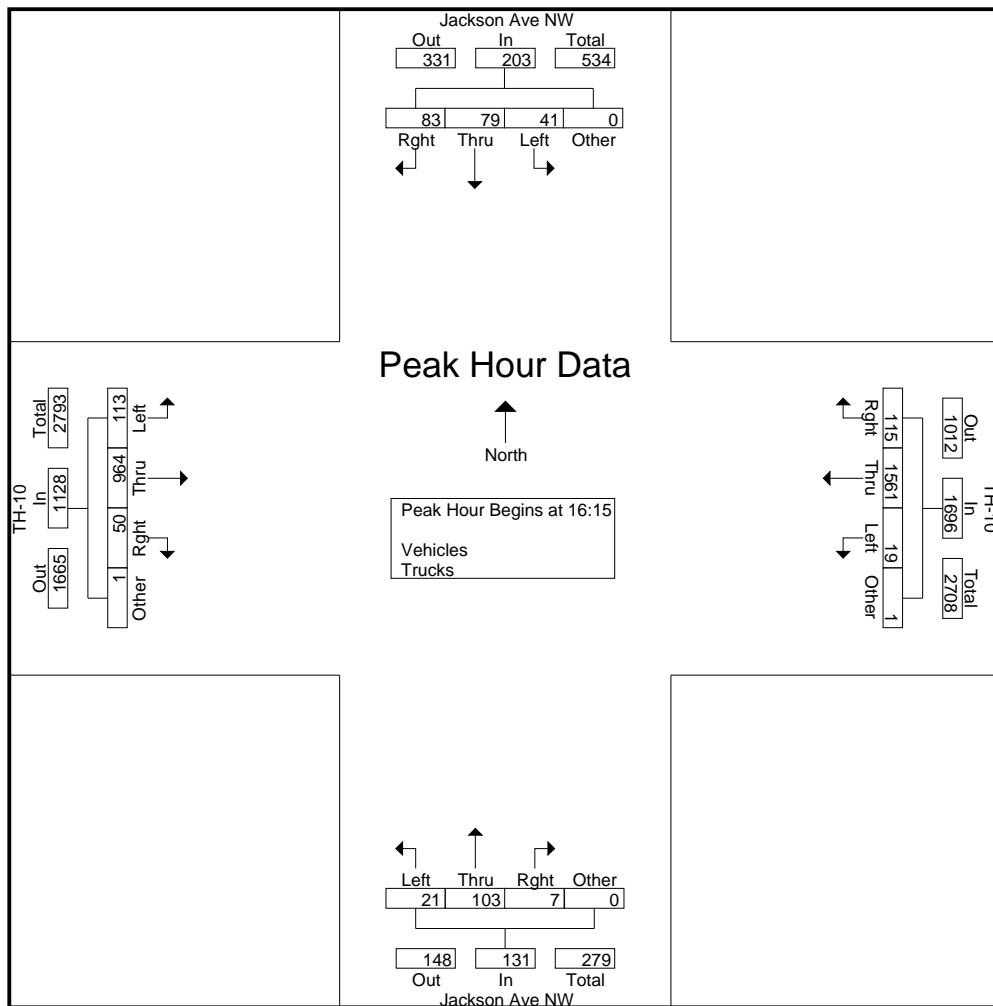 Jackson Ave NW
Out In Total
331 203 534
83 79 41 0
Rght Thru Left Other
Peak Hour Data
North
Peak Hour Begins at 16:15
Vehicles
Trucks
TH-10
Out In Total
1665 1128 2793
1 50 964 113
Other Rght Thru Left
Rght Thru Left Other
115 1561 19 1
Out In Total
1012 1696 2708
TH-10
Left Thru Rght Other
21 103 7 0
148 131 279
Out In Total
Jackson Ave NW